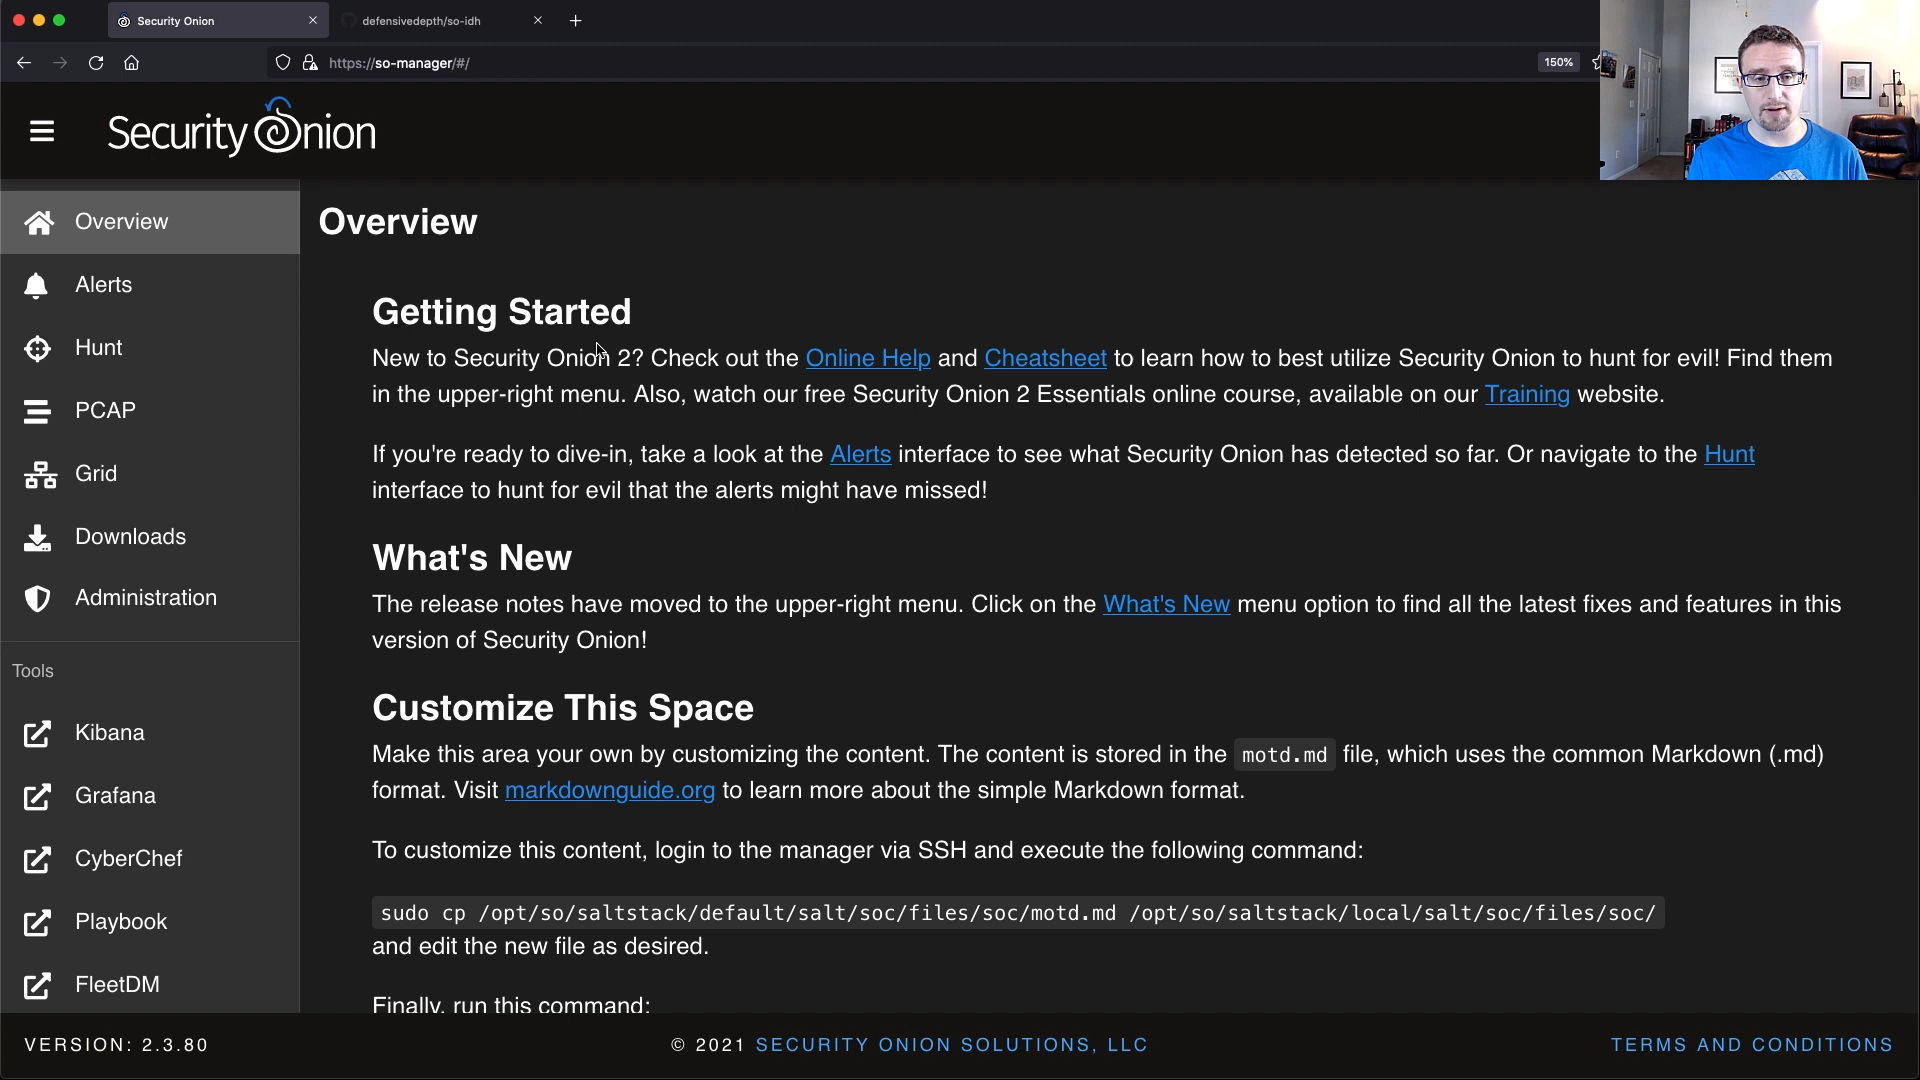 Security Onion
defensivedepth/so-idh
https://so-manager/#/
150%
Security Onion
Overview
Alerts
Hunt
PCAP
Grid
Downloads
Administration
Tools
Kibana
Grafana
CyberChef
Playbook
FleetDM
Overview
Getting Started
New to Security Onion 2? Check out the Online Help and Cheatsheet to learn how to best utilize Security Onion to hunt for evil! Find them
in the upper-right menu. Also, watch our free Security Onion 2 Essentials online course, available on our Training website.
If you're ready to dive-in, take a look at the Alerts interface to see what Security Onion has detected so far. Or navigate to the Hunt
interface to hunt for evil that the alerts might have missed!
What's New
The release notes have moved to the upper-right menu. Click on the What's New menu option to find all the latest fixes and features in this
version of Security Onion!
Customize This Space
Make this area your own by customizing the content. The content is stored in the motd.md file, which uses the common Markdown (.md)
format. Visit markdownguide.org to learn more about the simple Markdown format.
To customize this content, login to the manager via SSH and execute the following command:
sudo cp /opt/so/saltstack/default/salt/soc/files/soc/motd.md /opt/so/saltstack/local/salt/soc/files/soc/
and edit the new file as desired.
Finally, run this command:
VERSION: 2.3.80
© 2021 SECURITY ONION SOLUTIONS, LLC
TERMS AND CONDITIONS